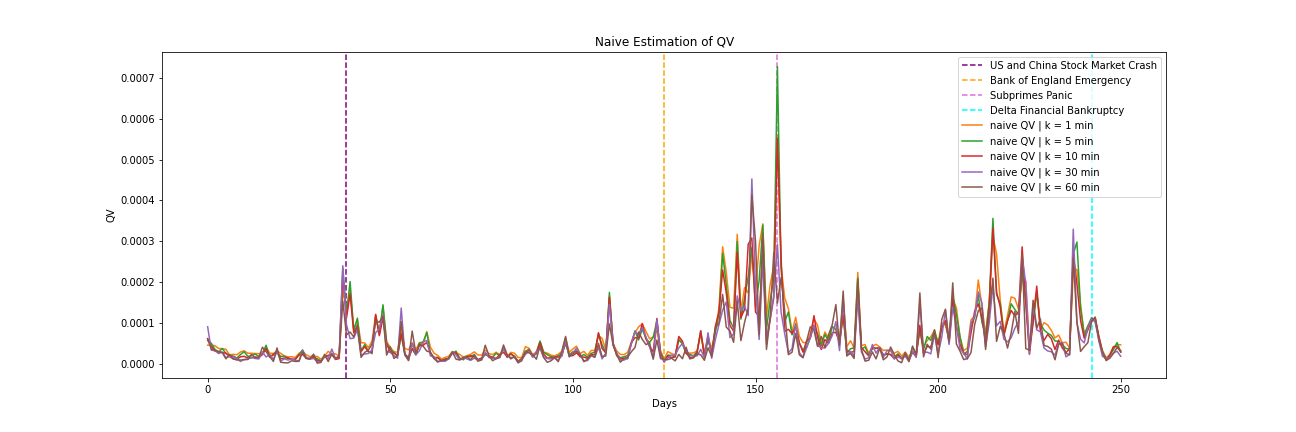 Naive Estimation of QV
QV
0.0007
0.0006
0.0005
0.0004
0.0003
0.0002
0.0001
0.0000
US and China Stock Market Crash
Bank of England Emergency
Subprimes Panic
Delta Financial Bankruptcy
naive QV | k = 1 min
naive QV | k = 5 min
naive QV | k = 10 min
naive QV | k = 30 min
naive QV | k = 60 min
0 50 100 150 200 250
Days